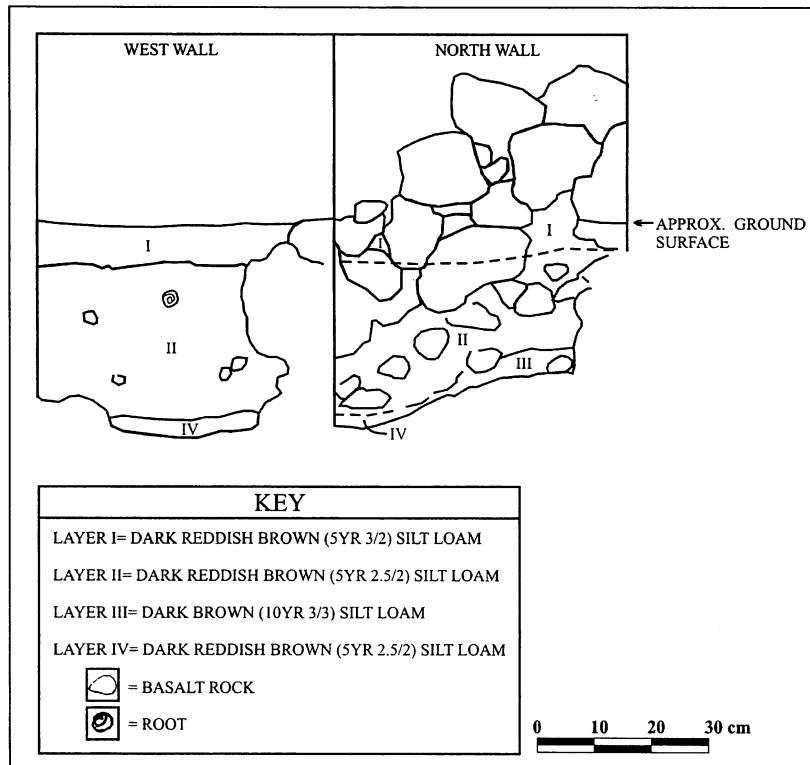 WEST WALL
NORTH WALL
I
I
I
APPROX. GROUND
SURFACE
II
II
III
IV
IV
KEY
LAYER I= DARK REDDISH BROWN (5YR 3/2) SILT LOAM
LAYER II= DARK REDDISH BROWN (5YR 2.5/2) SILT LOAM
LAYER III= DARK BROWN (10YR 3/3) SILT LOAM
LAYER IV= DARK REDDISH BROWN (5YR 2.5/2) SILT LOAM
= BASALT ROCK
= ROOT
0 10 20 30 cm